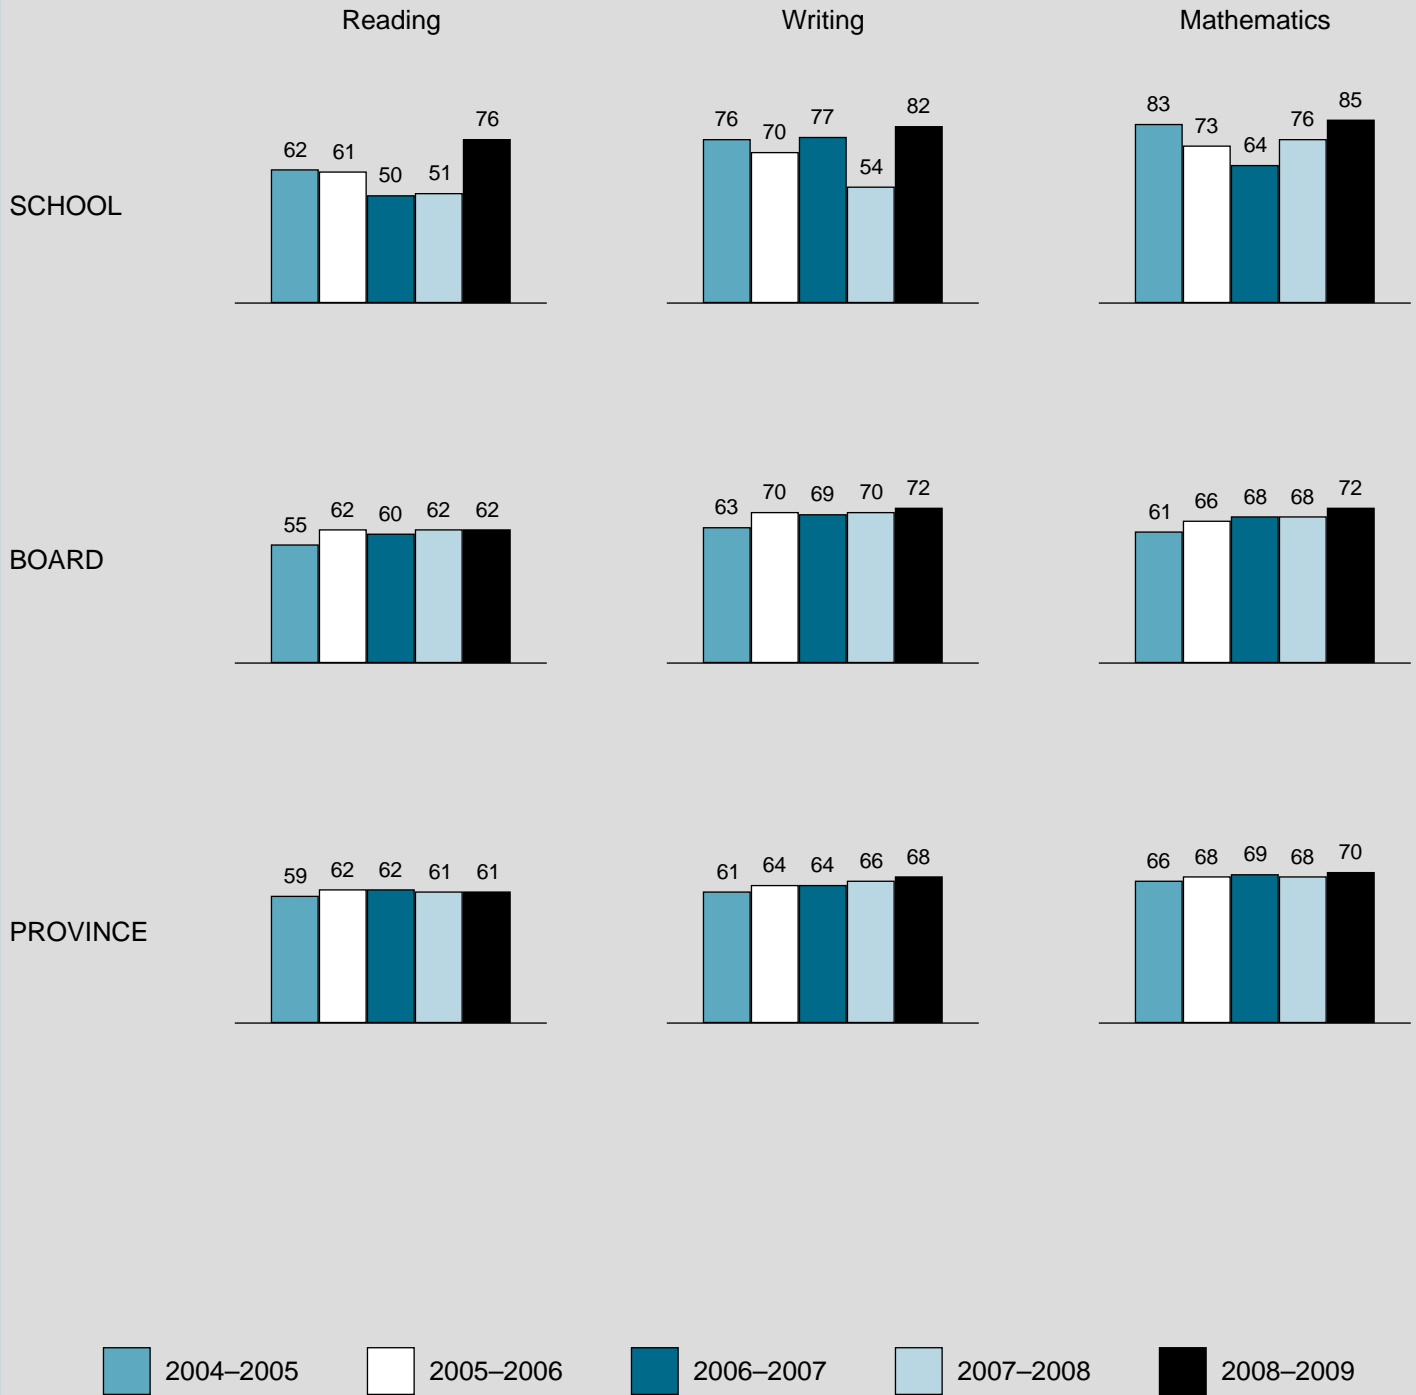 Reading Writing Mathematics
SCHOOL
62 61 50 51 76
76 70 77 54 82
83 73 64 76 85
BOARD
55 62 60 62 62
63 70 69 70 72
61 66 68 68 72
PROVINCE
59 62 62 61 61
61 64 64 66 68
66 68 69 68 70
2004–2005 2005–2006 2006–2007 2007–2008 2008–2009